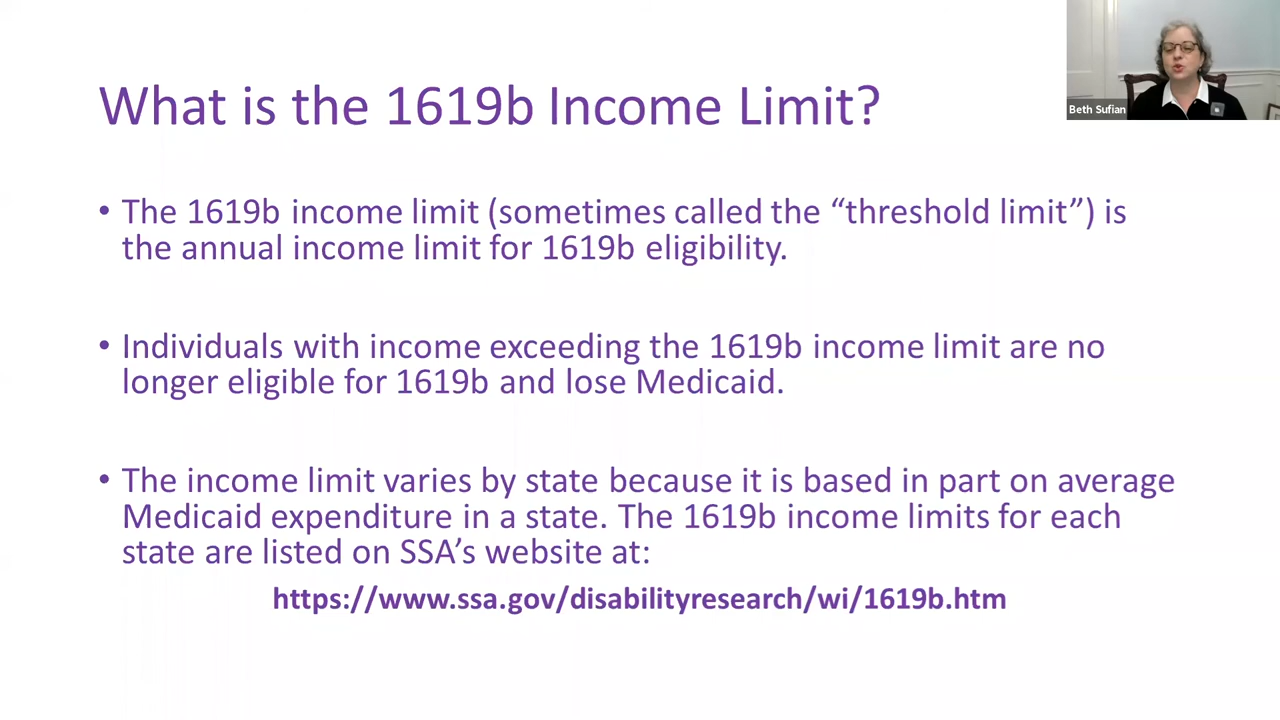 What is the 1619b Income Limit?
Beth Sufian
• The 1619b income limit (sometimes called the “threshold limit”) is
the annual income limit for 1619b eligibility.
• Individuals with income exceeding the 1619b income limit are no
longer eligible for 1619b and lose Medicaid.
• The income limit varies by state because it is based in part on average
Medicaid expenditure in a state. The 1619b income limits for each
state are listed on SSA’s website at:
https://www.ssa.gov/disabilityresearch/wi/1619b.htm